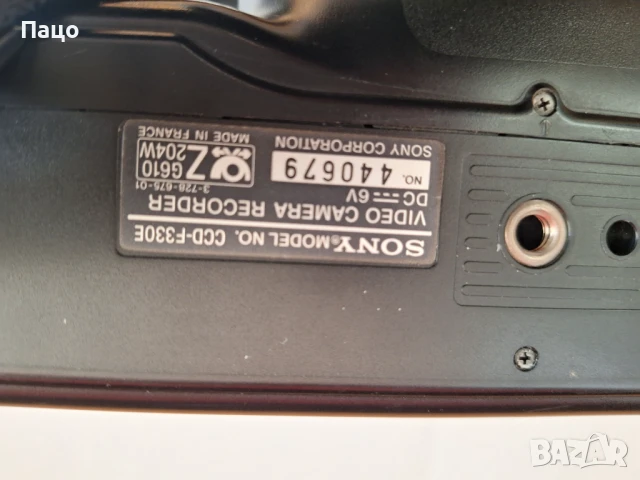 Пацо
SONY® MODEL NO. CCD-F330E
VIDEO CAMERA RECORDER
DC 6V
3-728-675-01
NO. 440679
G610
Z 204W
SONY CORPORATION
MADE IN FRANCE
BAZAR